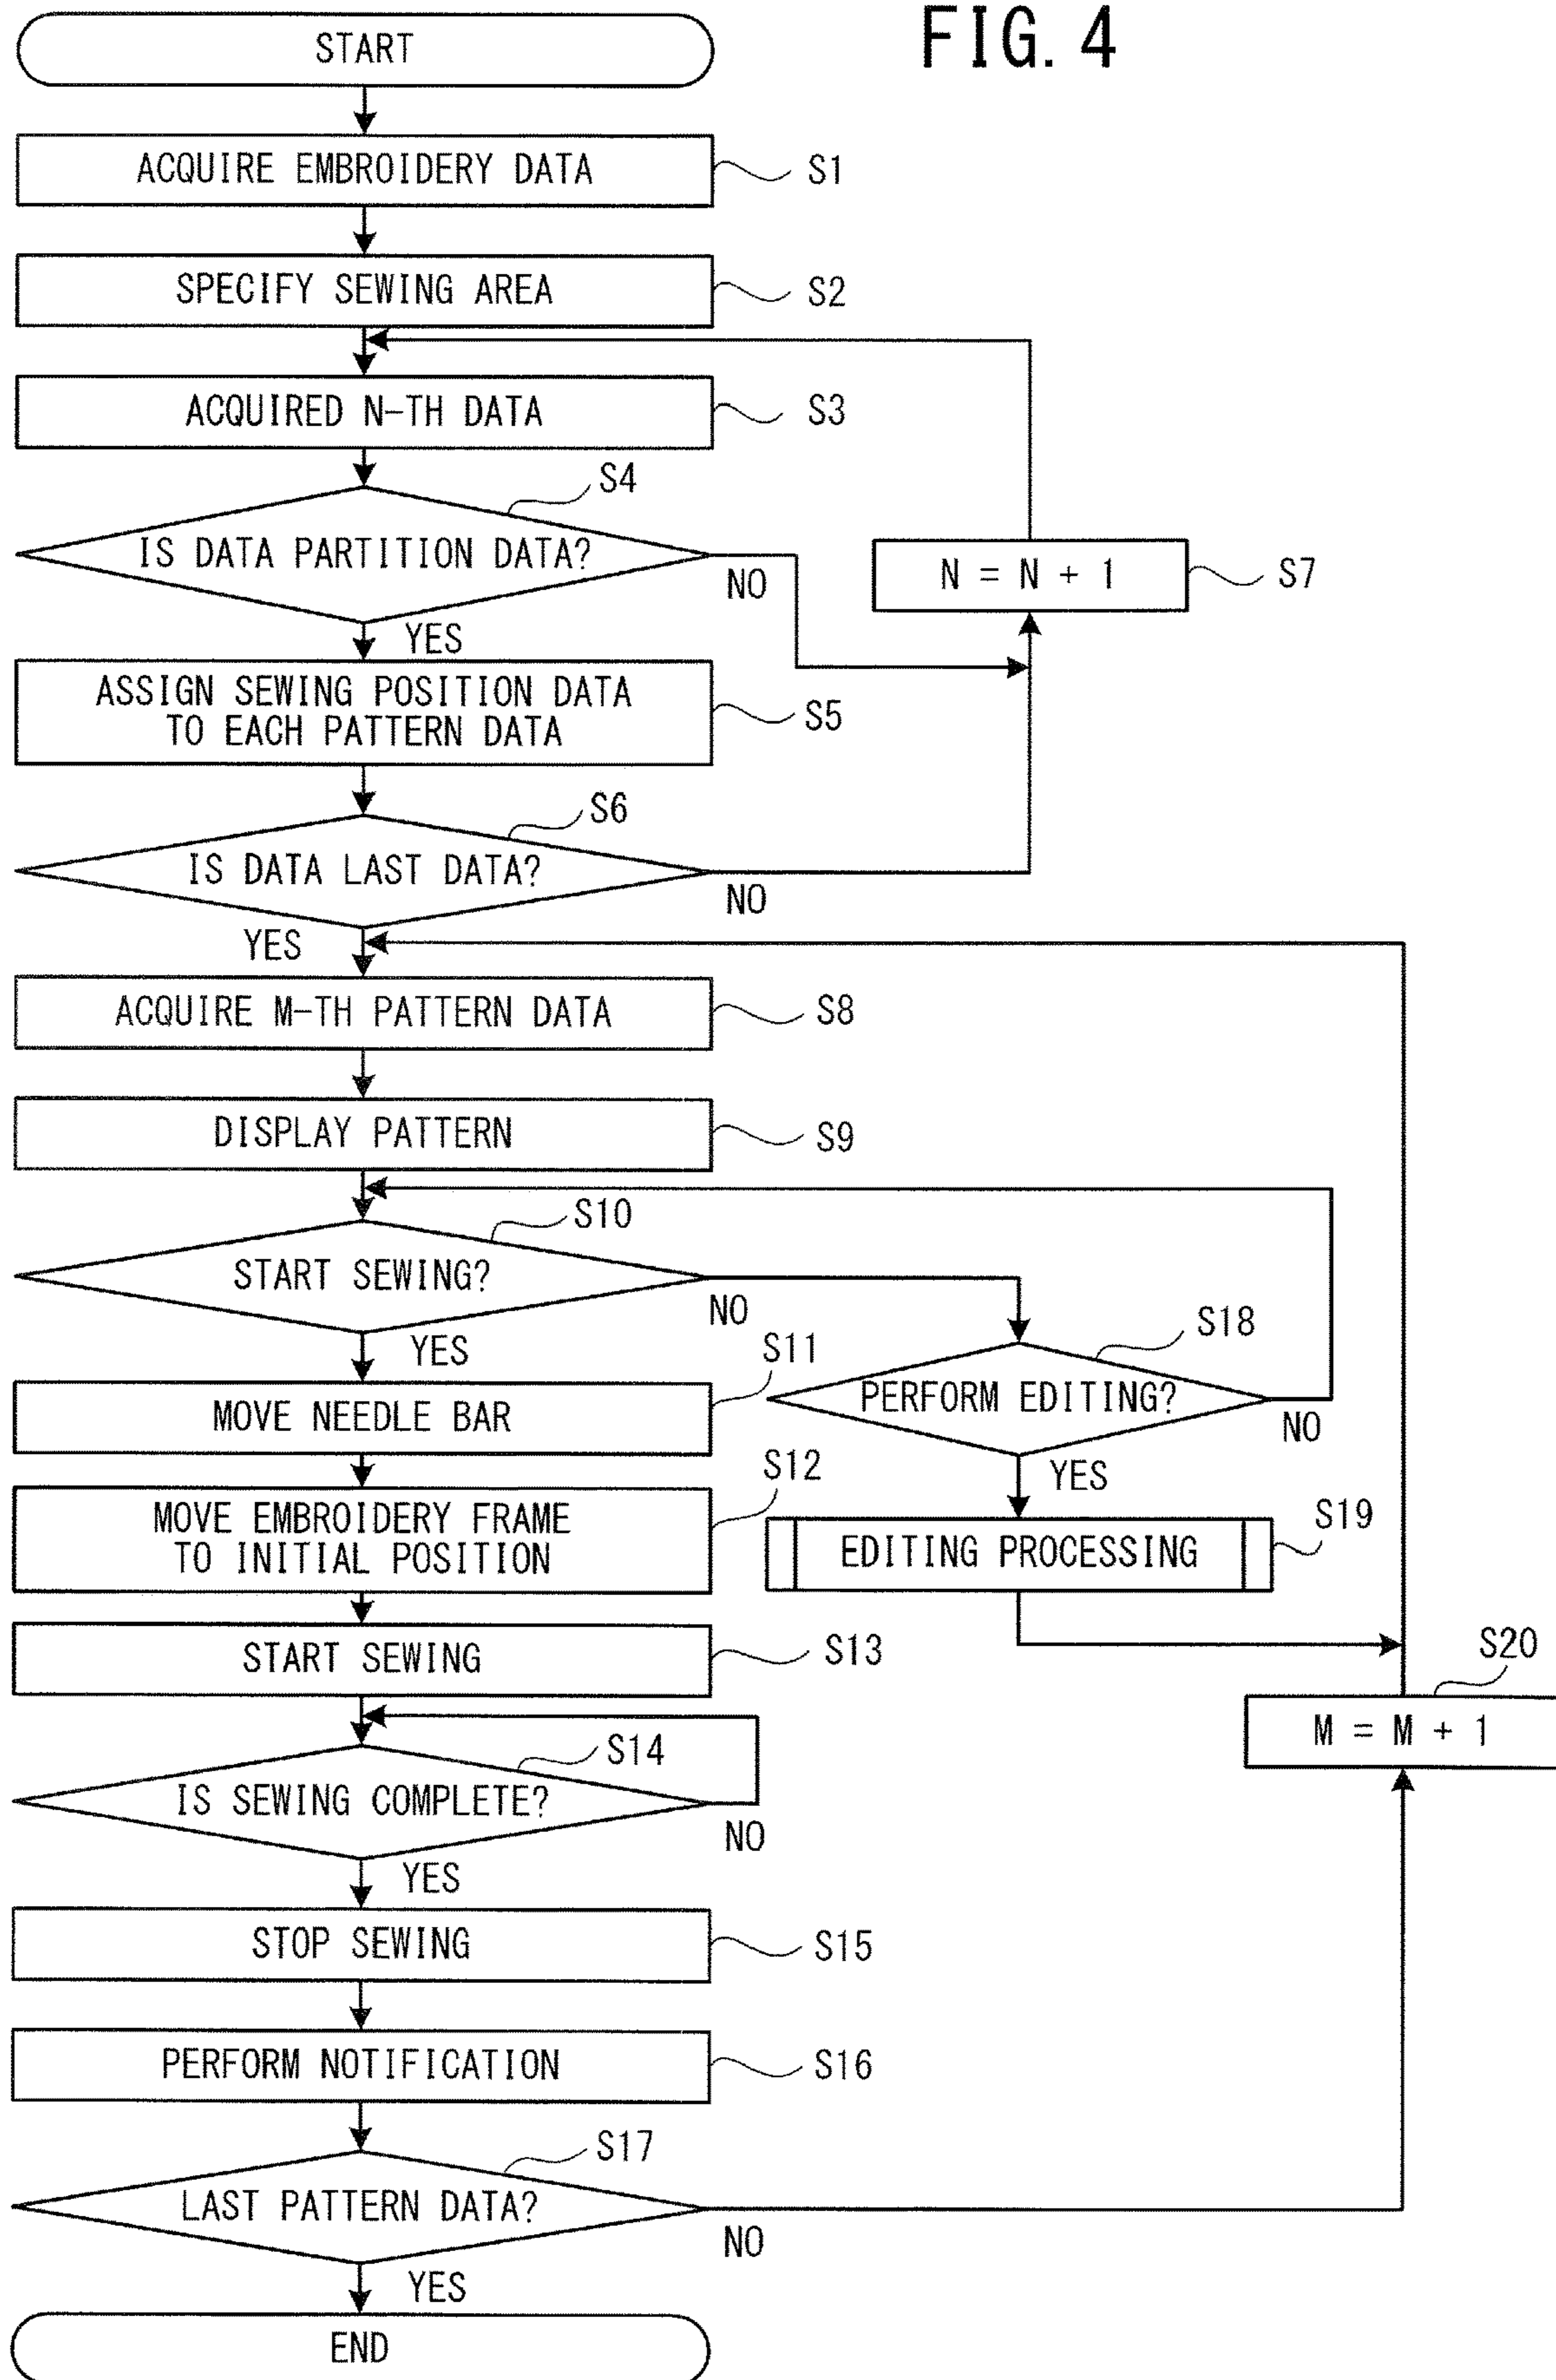 FIG. 4
START
ACQUIRE EMBROIDERY DATA
S1
SPECIFY SEWING AREA
S2
ACQUIRED N-TH DATA
S3
S4
IS DATA PARTITION DATA?
NO
N = N + 1
S7
YES
ASSIGN SEWING POSITION DATA
TO EACH PATTERN DATA
S5
S6
IS DATA LAST DATA?
NO
YES
ACQUIRE M-TH PATTERN DATA
S8
DISPLAY PATTERN
S9
S10
START SEWING?
NO
YES
S18
PERFORM EDITING?
NO
YES
S11
MOVE NEEDLE BAR
S12
MOVE EMBROIDERY FRAME
TO INITIAL POSITION
S19
EDITING PROCESSING
START SEWING
S13
S20
M = M + 1
S14
IS SEWING COMPLETE?
NO
YES
STOP SEWING
S15
PERFORM NOTIFICATION
S16
S17
LAST PATTERN DATA?
NO
YES
END